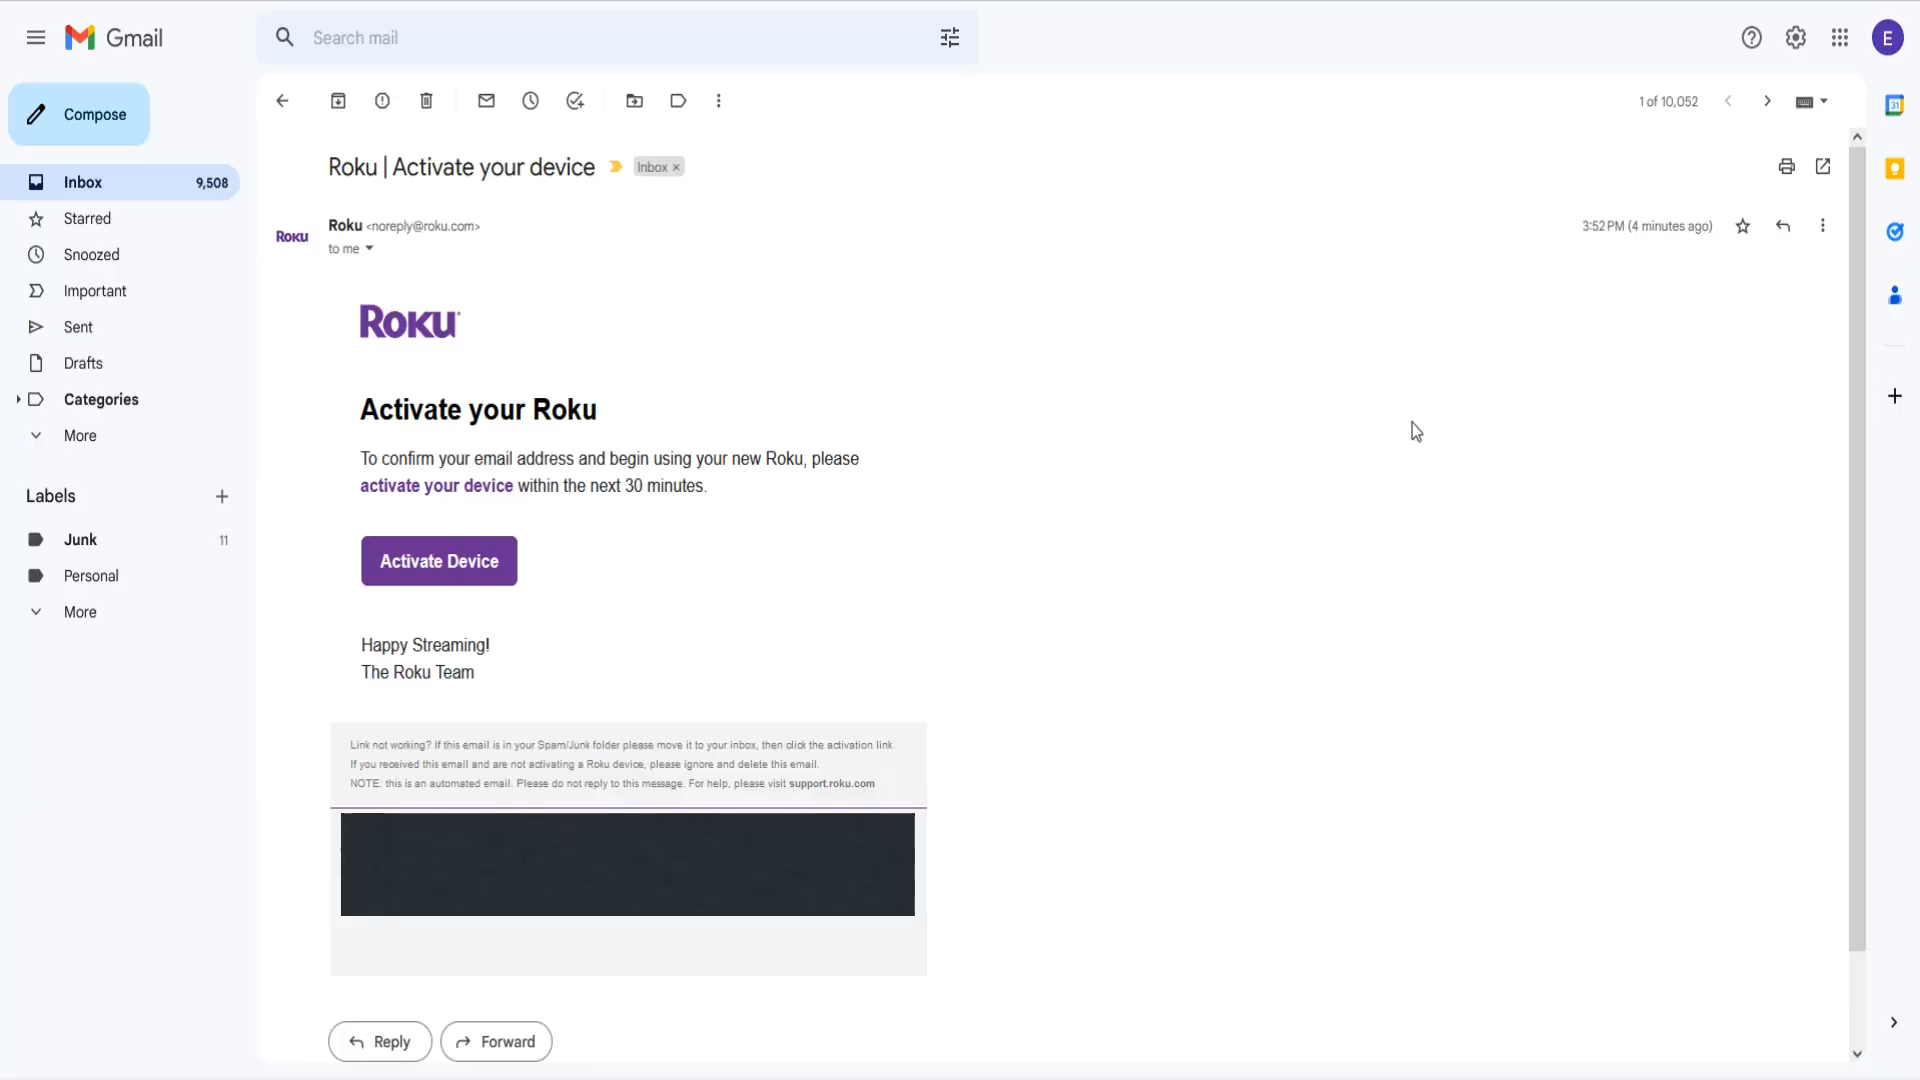 Gmail
Search mail
E
Compose
1 of 10,052
31
Roku | Activate your device
Inbox ×
Inbox 9,508
Starred
Roku
Roku <noreply@roku.com>
3:52 PM (4 minutes ago)
to me
Snoozed
Important
Sent
Drafts
Categories
More
Labels
Junk 11
Personal
More
Roku
Activate your Roku
To confirm your email address and begin using your new Roku, please
activate your device within the next 30 minutes.
Activate Device
Happy Streaming!
The Roku Team
Link not working? If this email is in your Spam/Junk folder please move it to your inbox, then click the activation link
If you received this email and are not activating a Roku device, please ignore and delete this email.
NOTE: this is an automated email. Please do not reply to this message. For help, please visit support.roku.com
Reply
Forward